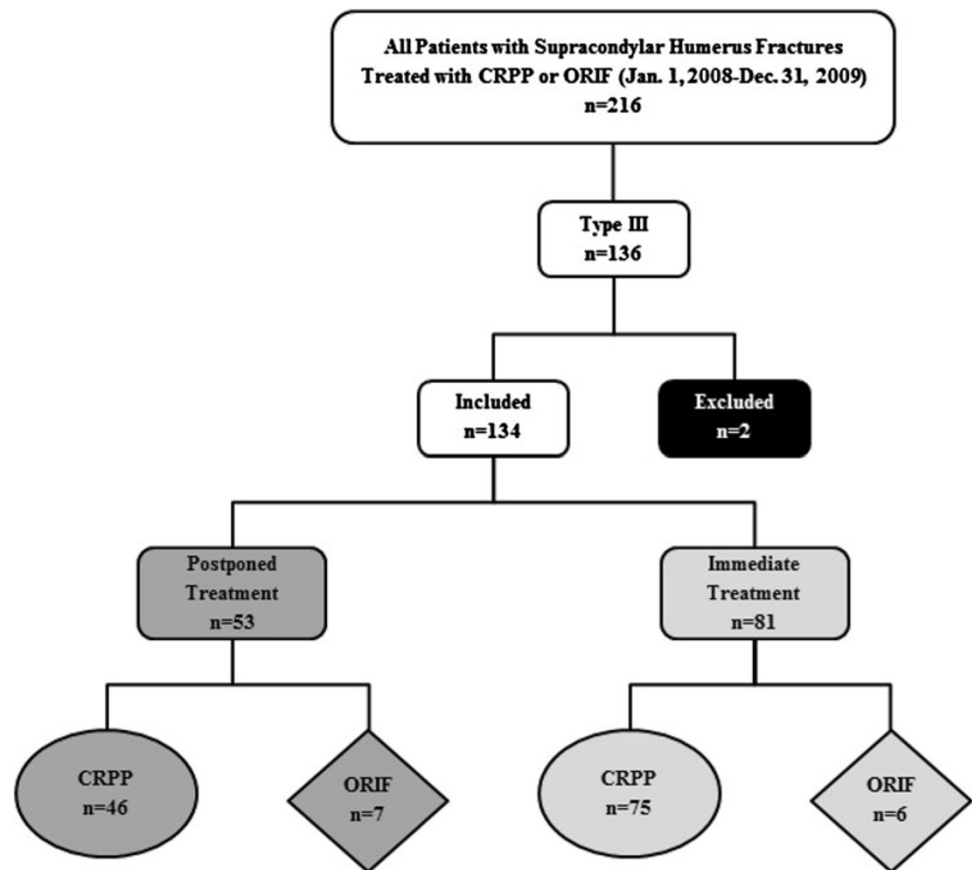 All Patients with Supracondylar Humerus Fractures
Treated with CRPP or ORIF (Jan. 1, 2008-Dec. 31, 2009)
n=216
Type III
n=136
Included
n=134
Excluded
n=2
Postponed
Treatment
n=53
Immediate
Treatment
n=81
CRPP
n=46
ORIF
n=7
CRPP
n=75
ORIF
n=6